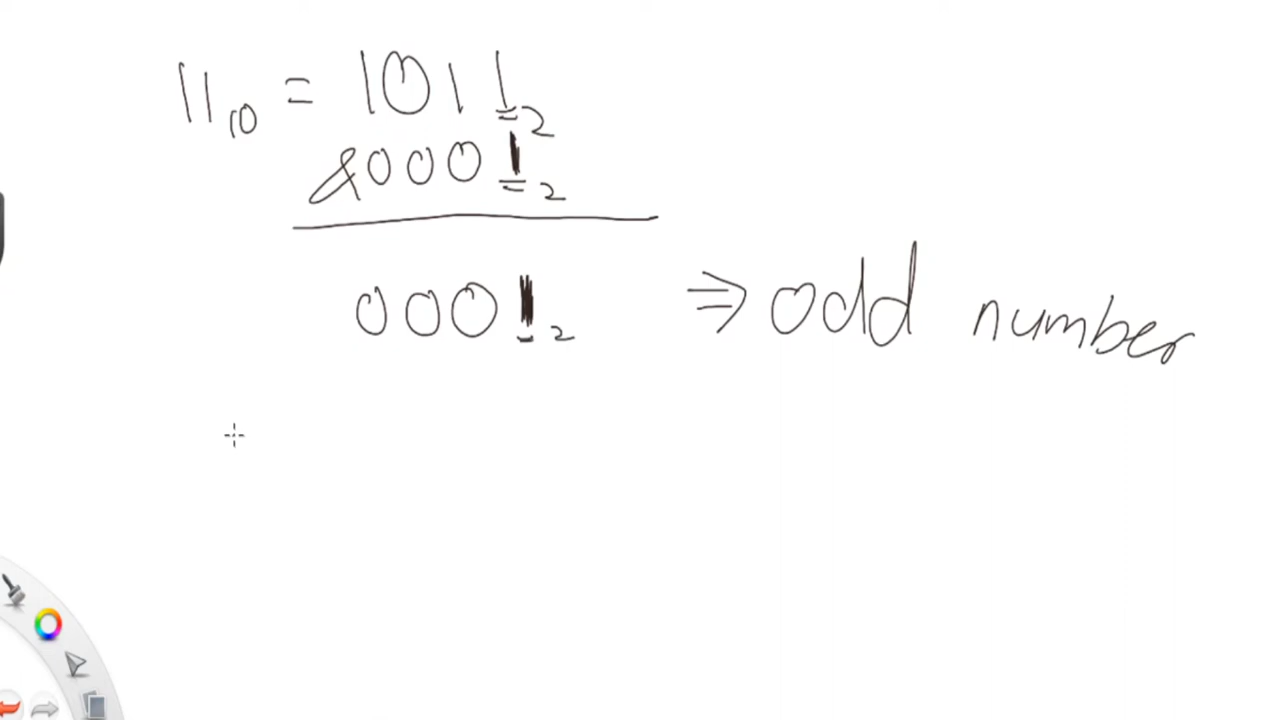 11₁₀ = 1011₂
&0001₂
0001₂ ⇒ odd number